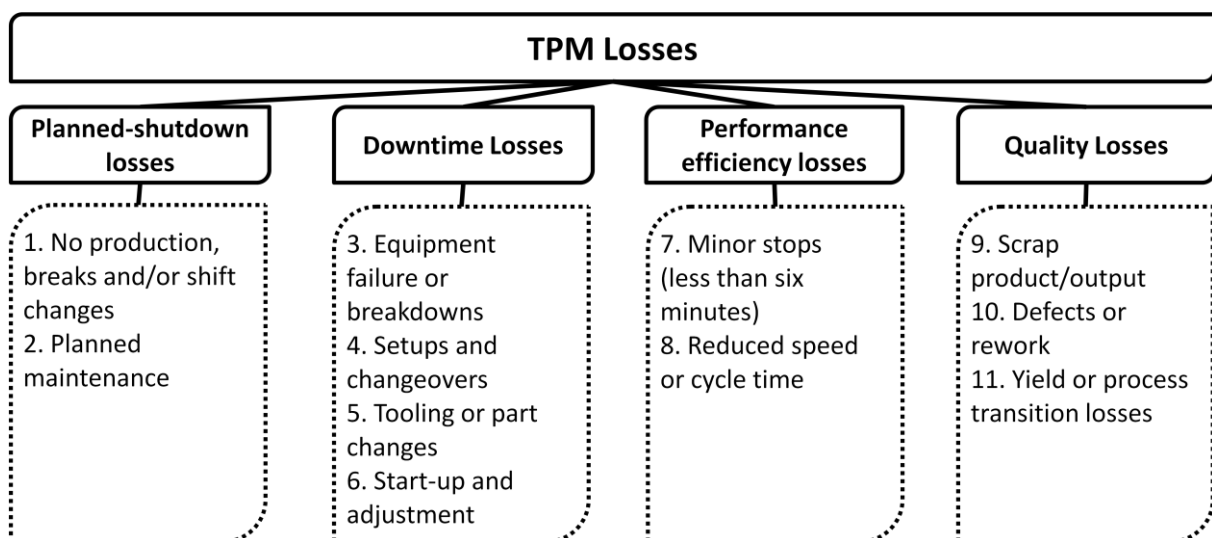 TPM Losses
Planned-shutdown
losses
1. No production,
breaks and/or shift
changes
2. Planned
maintenance
Downtime Losses
3. Equipment
failure or
breakdowns
4. Setups and
changeovers
5. Tooling or part
changes
6. Start-up and
adjustment
Performance
efficiency losses
7. Minor stops
(less than six
minutes)
8. Reduced speed
or cycle time
Quality Losses
9. Scrap
product/output
10. Defects or
rework
11. Yield or process
transition losses